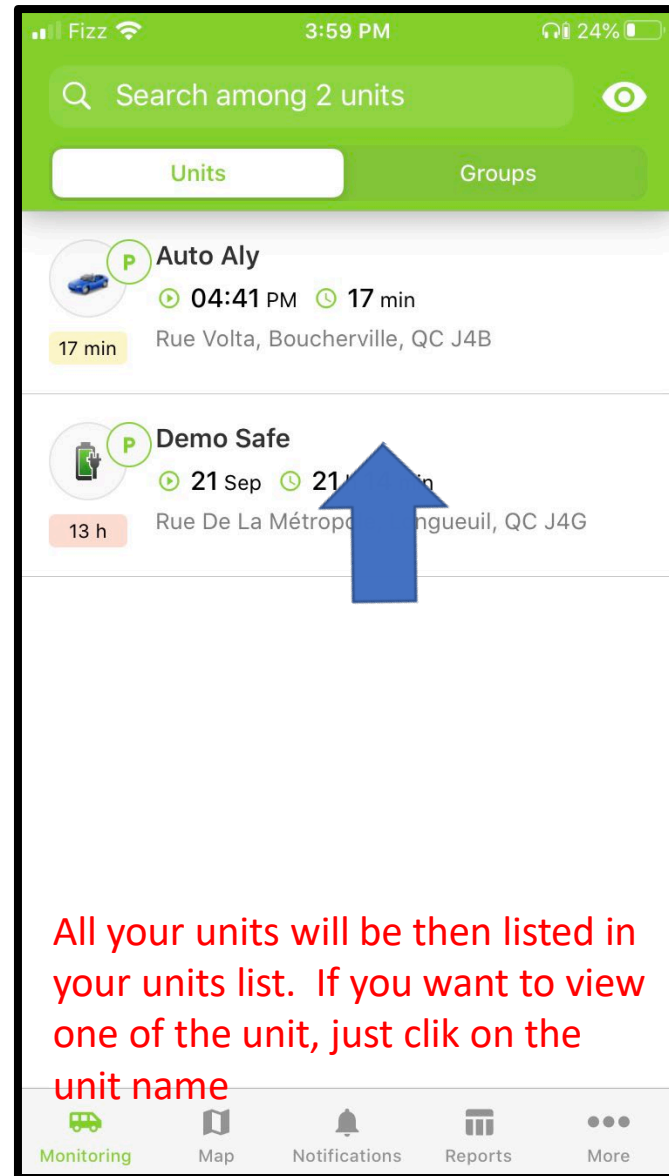 Fizz 3:59 PM 24%
Search among 2 units
Units Groups
P Auto Aly
04:41 PM 17 min
17 min Rue Volta, Boucherville, QC J4B
P Demo Safe
21 Sep 21
13 h Rue De La QC J4G
All your units will be then listed in
your units list. If you want to view
one of the unit, just clik on the
unit name
Monitoring Map Notifications Reports More